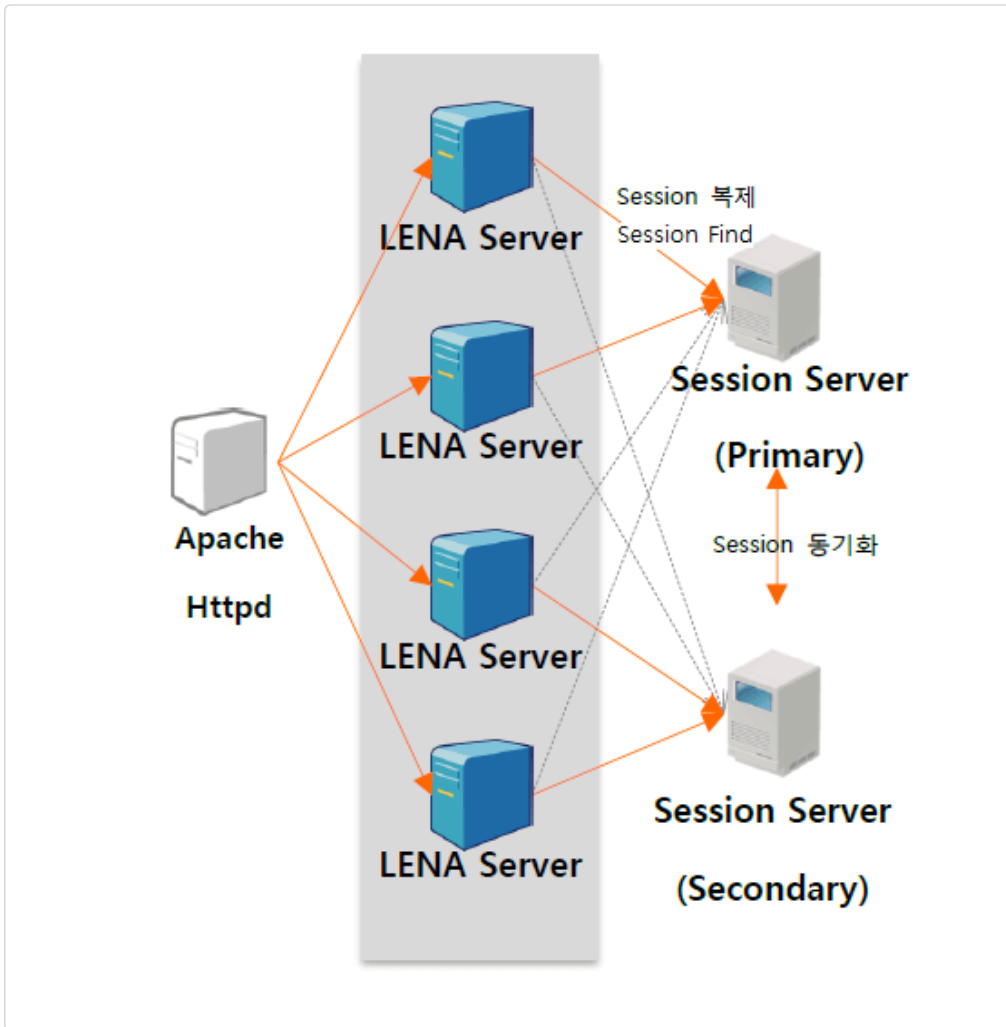 LENA Server
Session 복제
Session Find
LENA Server
Session Server
(Primary)
Apache
Httpd
Session 동기화
LENA Server
LENA Server
Session Server
(Secondary)